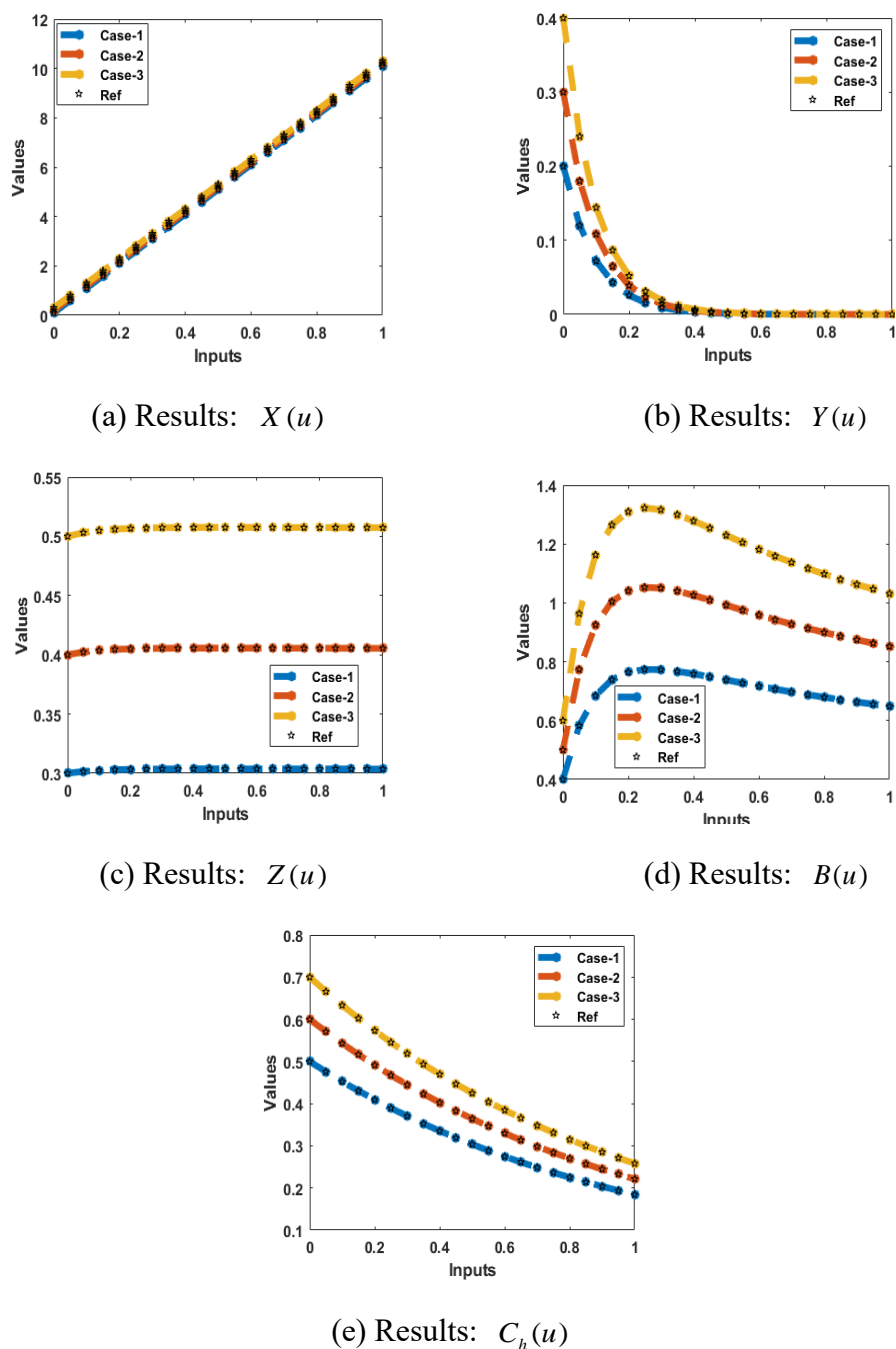 12
10
8
6
4
2
0
Values
Case-1
Case-2
Case-3
Ref
0 0.2 0.4 0.6 0.8 1
Inputs
(a) Results: X(u)
0.4
0.3
0.2
0.1
0
Values
Case-1
Case-2
Case-3
Ref
0 0.2 0.4 0.6 0.8 1
Inputs
(b) Results: Y(u)
0.55
0.5
0.45
0.4
0.35
0.3
Values
Case-1
Case-2
Case-3
Ref
0 0.2 0.4 0.6 0.8 1
Inputs
(c) Results: Z(u)
1.4
1.2
1
0.8
0.6
0.4
Values
Case-1
Case-2
Case-3
Ref
0 0.2 0.4 0.6 0.8 1
Inputs
(d) Results: B(u)
0.8
0.7
0.6
0.5
0.4
0.3
0.2
0.1
Values
Case-1
Case-2
Case-3
Ref
0 0.2 0.4 0.6 0.8 1
Inputs
(e) Results: C_h(u)